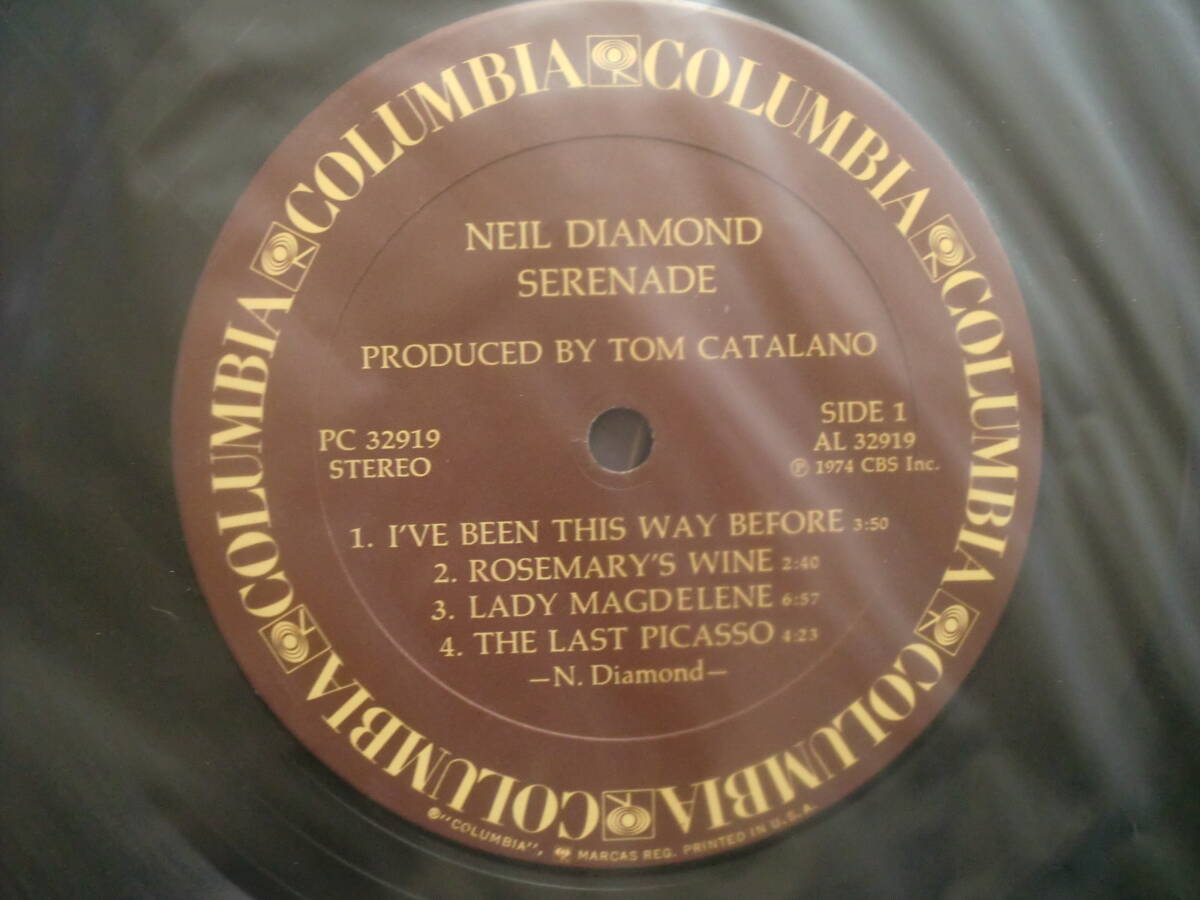 COLUMBIA COLUMBIA COLUMBIA COLUMBIA COLUMBIA COLUMBIA
NEIL DIAMOND
SERENADE
PRODUCED BY TOM CATALANO
PC 32919
STEREO
SIDE 1
AL 32919
Ⓟ 1974 CBS Inc.
1. I'VE BEEN THIS WAY BEFORE 3:50
2. ROSEMARY'S WINE 2:40
3. LADY MAGDELENE 6:57
4. THE LAST PICASSO 4:23
—N. Diamond—
®"COLUMBIA", MARCAS REG. PRINTED IN U.S.A.